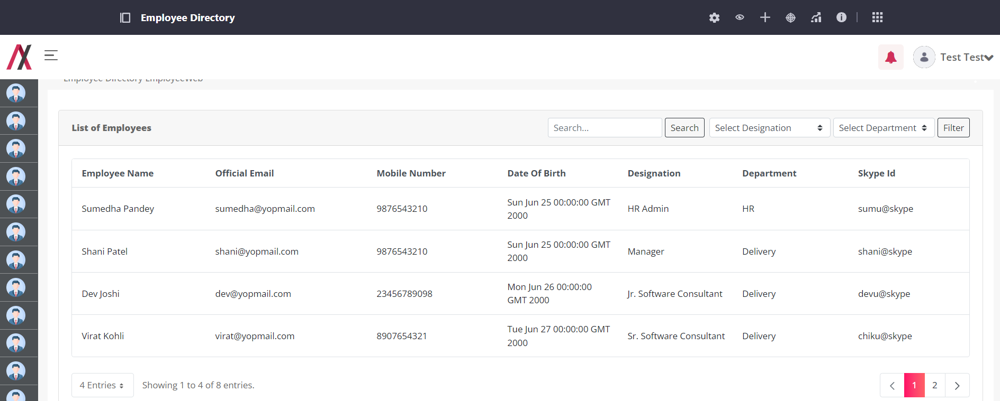 Employee Directory
Test Test
Employee Directory EmployeeWeb
List of Employees
Search...
Search
Select Designation
Select Department
Filter
Employee Name Official Email Mobile Number Date Of Birth Designation Department Skype Id
Sumedha Pandey sumedha@yopmail.com 9876543210 Sun Jun 25 00:00:00 GMT HR Admin HR sumu@skype
2000
Shani Patel shani@yopmail.com 9876543210 Sun Jun 25 00:00:00 GMT Manager Delivery shani@skype
2000
Dev Joshi dev@yopmail.com 23456789098 Mon Jun 26 00:00:00 Jr. Software Consultant Delivery devu@skype
GMT 2000
Virat Kohli virat@yopmail.com 8907654321 Tue Jun 27 00:00:00 GMT Sr. Software Consultant Delivery chiku@skype
2000
4 Entries Showing 1 to 4 of 8 entries. 1 2